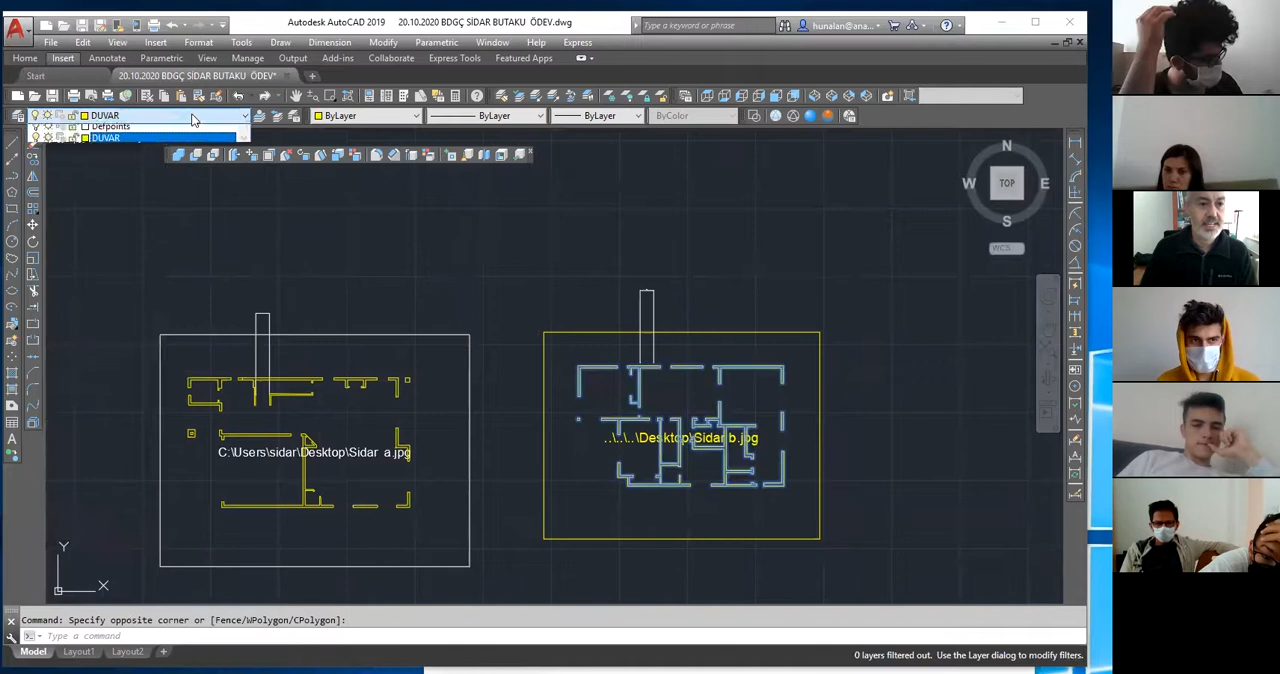 Autodesk AutoCAD 2019 20.10.2020 BDGÇ SİDAR BUTAKU ÖDEV.dwg
Type a keyword or phrase
hunalan@ana...
File Edit View Insert Format Tools Draw Dimension Modify Parametric Window Help Express
Home Insert Annotate Parametric View Manage Output Add-ins Collaborate Express Tools Featured Apps
Start 20.10.2020 BDGÇ SİDAR BUTAKU ÖDEV*
DUVAR ByLayer ByLayer ByLayer ByColor
Defpoints
DUVAR
N
W TOP E
S
WCS
..\..\..\Desktop\Sidar b.jpg
C:\Users\sidar\Desktop\Sidar a.jpg
Y
X
Command: Specify opposite corner or [Fence/WPolygon/CPolygon]:
Type a command
Model Layout1 Layout2
0 layers filtered out. Use the Layer dialog to modify filters.